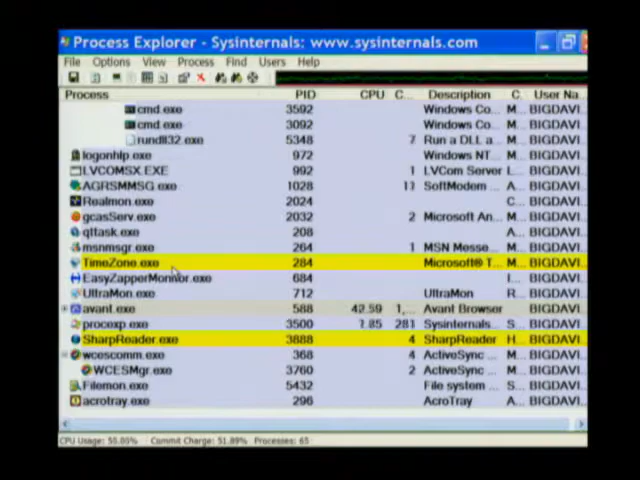 Process Explorer - Sysinternals: www.sysinternals.com
File Options View Process Find Users Help
Process PID CPU C... Description C. User Na...
cmd.exe 3592 Windows Co... M... BIGDAVI...
cmd.exe 3092 Windows Co... M... BIGDAVI...
rundll32.exe 5348 7 Run a DLL a... M... BIGDAVI...
logonhlp.exe 972 Windows NT... M... BIGDAVI...
LVCOMSX.EXE 992 1 LVCom Server L... BIGDAVI...
AGRSMMSG.exe 1028 11 SoftModem ... A... BIGDAVI...
Realmon.exe 2024 C... BIGDAVI...
gcasServ.exe 2032 2 Microsoft An... M... BIGDAVI...
qttask.exe 208 A... BIGDAVI...
msnmsgr.exe 264 1 MSN Messe... M... BIGDAVI...
TimeZone.exe 284 Microsoft® T... M... BIGDAVI...
EasyZapperMonitor.exe 684 I... BIGDAVI...
UltraMon.exe 712 UltraMon R... BIGDAVI...
avant.exe 588 42.59 1,... Avant Browser BIGDAVI...
procexp.exe 3500 1.85 281 Sysinternals... S... BIGDAVI...
SharpReader.exe 3888 4 SharpReader H... BIGDAVI...
wcescomm.exe 368 4 ActiveSync ... M... BIGDAVI...
WCESMgr.exe 3760 2 ActiveSync ... M... BIGDAVI...
Filemon.exe 5432 File system ... S... BIGDAVI...
acrotray.exe 296 AcroTray A... BIGDAVI...
CPU Usage: 55.05% Commit Charge: 51.89% Processes: 65